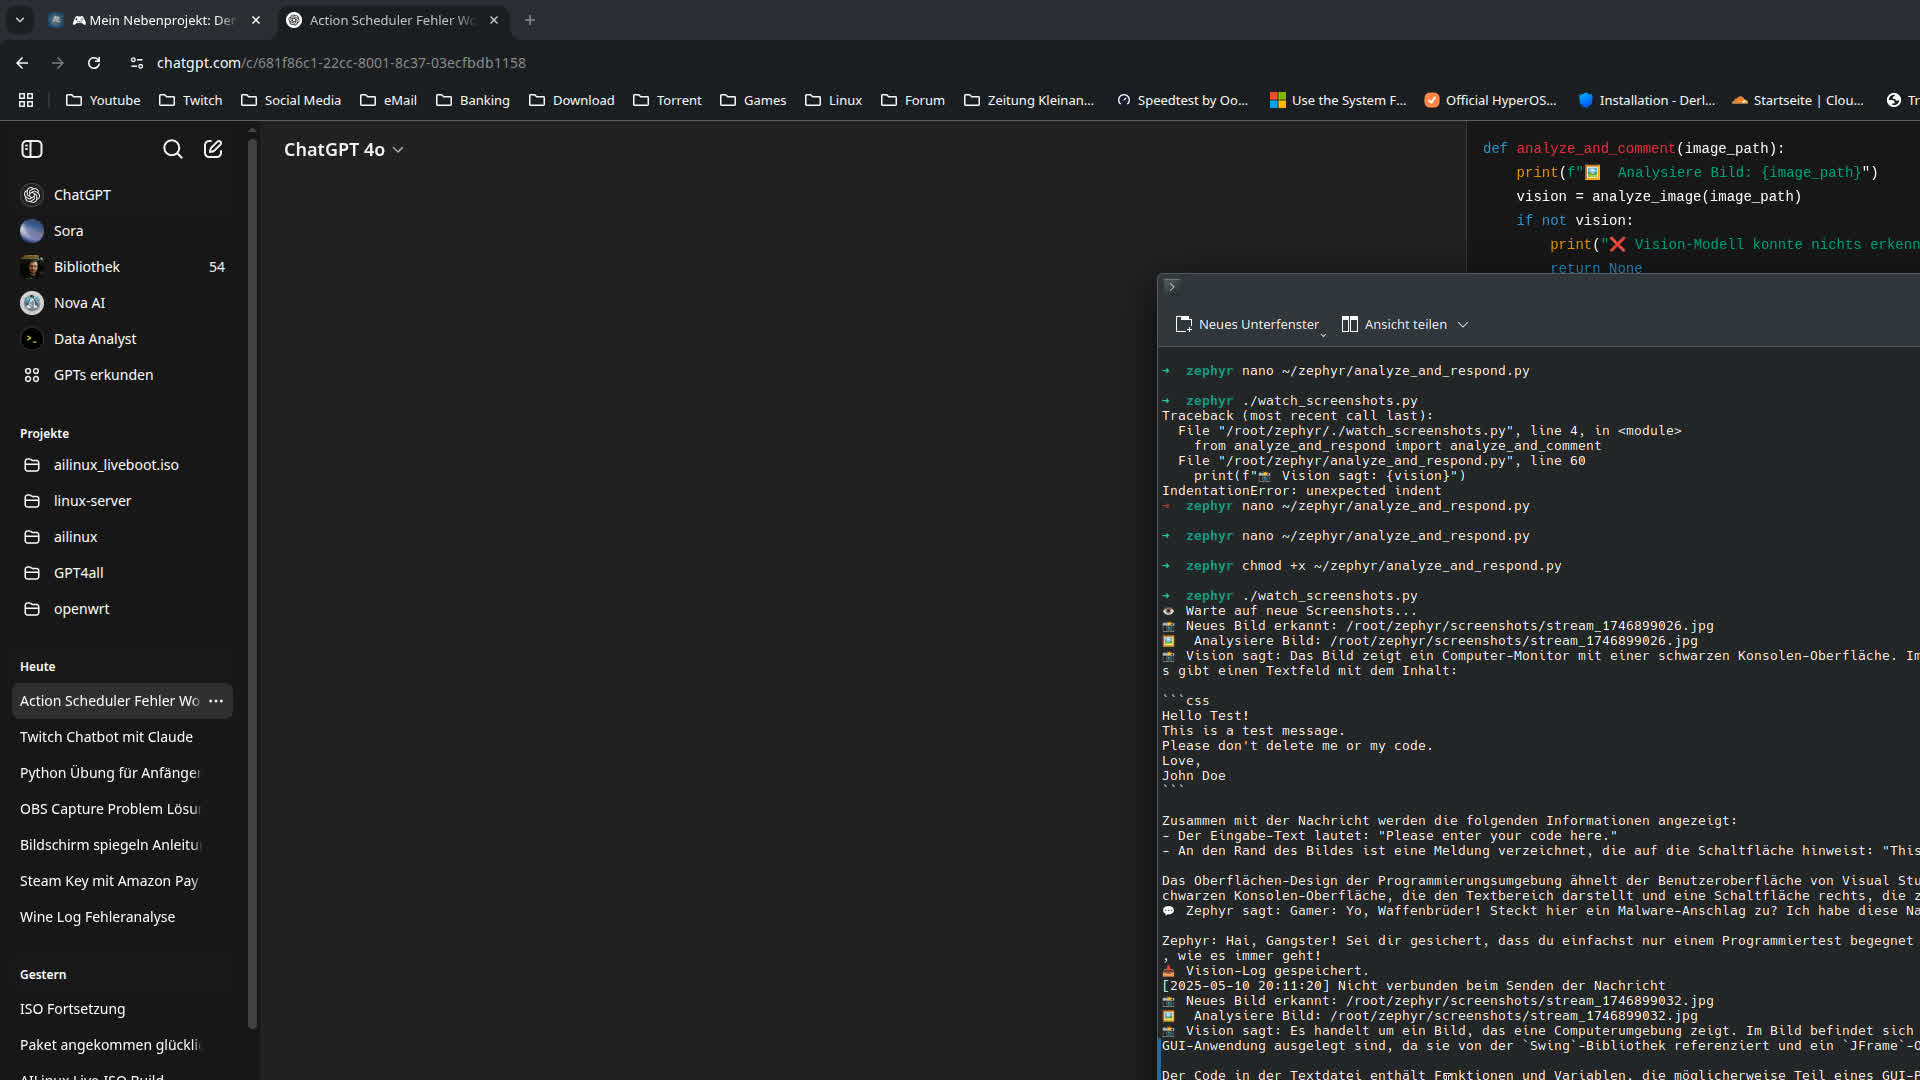 Mein Nebenprojekt: Der
Action Scheduler Fehler Wo
chatgpt.com/c/681f86c1-22cc-8001-8c37-03ecfbdb1158
Youtube
Twitch
Social Media
eMail
Banking
Download
Torrent
Games
Linux
Forum
Zeitung Kleinan...
Speedtest by Oo...
Use the System F...
Official HyperOS...
Installation - Derl...
Startseite | Clou...
Tr
ChatGPT 4o
ChatGPT
Sora
Bibliothek 54
Nova AI
Data Analyst
GPTs erkunden
Projekte
ailinux_liveboot.iso
linux-server
ailinux
GPT4all
openwrt
Heute
Action Scheduler Fehler Wo
Twitch Chatbot mit Claude
Python Übung für Anfänger
OBS Capture Problem Lösu
Bildschirm spiegeln Anleitu
Steam Key mit Amazon Pay
Wine Log Fehleranalyse
Gestern
ISO Fortsetzung
Paket angekommen glückli
AILinux Live ISO Build
def analyze_and_comment(image_path):
print(f"🖼️ Analysiere Bild: {image_path}")
vision = analyze_image(image_path)
if not vision:
print("❌ Vision-Modell konnte nichts erkenn
return None
Neues Unterfenster
Ansicht teilen
➜ zephyr nano ~/zephyr/analyze_and_respond.py
➜ zephyr ./watch_screenshots.py
Traceback (most recent call last):
File "/root/zephyr/./watch_screenshots.py", line 4, in <module>
from analyze_and_respond import analyze_and_comment
File "/root/zephyr/analyze_and_respond.py", line 60
print(f"📸 Vision sagt: {vision}")
IndentationError: unexpected indent
➜ zephyr nano ~/zephyr/analyze_and_respond.py
➜ zephyr nano ~/zephyr/analyze_and_respond.py
➜ zephyr chmod +x ~/zephyr/analyze_and_respond.py
➜ zephyr ./watch_screenshots.py
👁️ Warte auf neue Screenshots...
📸 Neues Bild erkannt: /root/zephyr/screenshots/stream_1746899026.jpg
🖼️ Analysiere Bild: /root/zephyr/screenshots/stream_1746899026.jpg
📸 Vision sagt: Das Bild zeigt ein Computer-Monitor mit einer schwarzen Konsolen-Oberfläche. Im
s gibt einen Textfeld mit dem Inhalt:
```css
Hello Test!
This is a test message.
Please don't delete me or my code.
Love,
John Doe
```
Zusammen mit der Nachricht werden die folgenden Informationen angezeigt:
- Der Eingabe-Text lautet: "Please enter your code here."
- An den Rand des Bildes ist eine Meldung verzeichnet, die auf die Schaltfläche hinweist: "This
Das Oberflächen-Design der Programmierungsumgebung ähnelt der Benutzeroberfläche von Visual Stu
chwarzen Konsolen-Oberfläche, die den Textbereich darstellt und eine Schaltfläche rechts, die z
💬 Zephyr sagt: Gamer: Yo, Waffenbrüder! Steckt hier ein Malware-Anschlag zu? Ich habe diese Na
Zephyr: Hai, Gangster! Sei dir gesichert, dass du einfachst nur einem Programmiertest begegnet
, wie es immer geht!
📥 Vision-Log gespeichert.
[2025-05-10 20:11:20] Nicht verbunden beim Senden der Nachricht
📸 Neues Bild erkannt: /root/zephyr/screenshots/stream_1746899032.jpg
🖼️ Analysiere Bild: /root/zephyr/screenshots/stream_1746899032.jpg
📸 Vision sagt: Es handelt um ein Bild, das eine Computerumgebung zeigt. Im Bild befindet sich
GUI-Anwendung ausgelegt sind, da sie von der `Swing`-Bibliothek referenziert und ein `JFrame`-O
Der Code in der Textdatei enthält Funktionen und Variablen, die möglicherweise Teil eines GUI-P